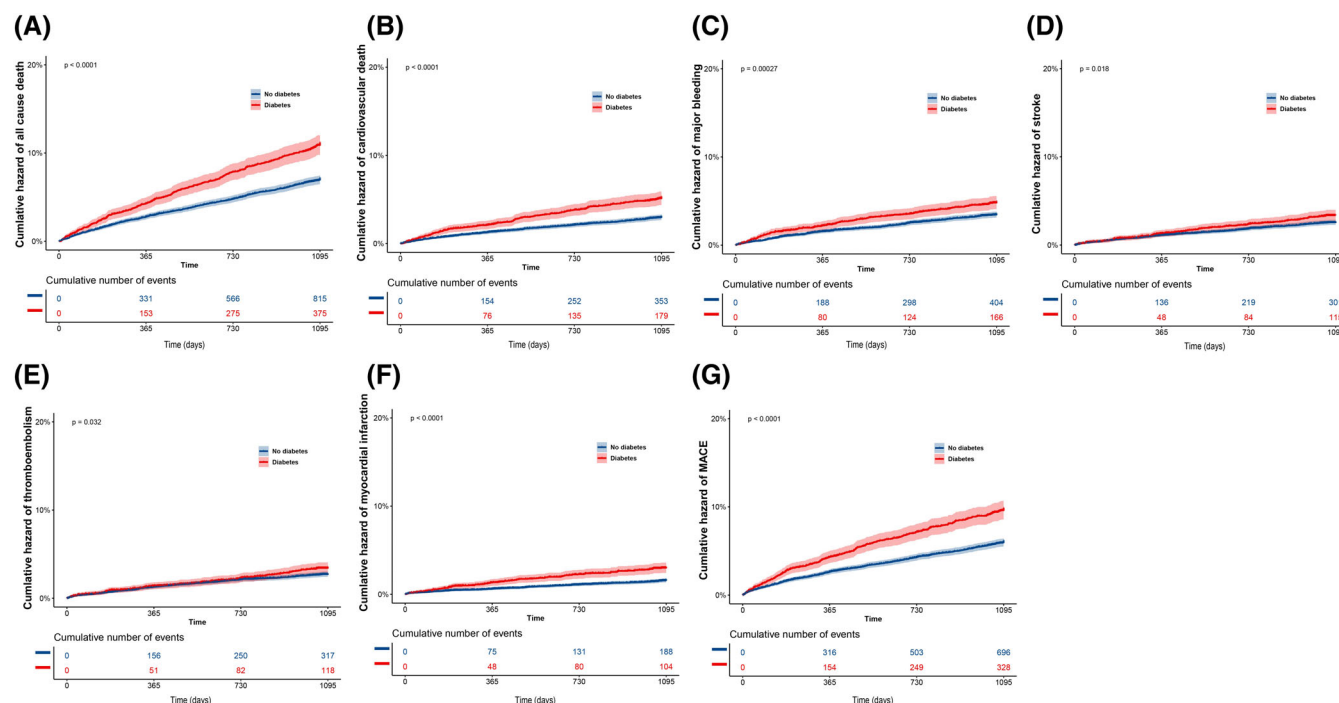 (A)
Cumulative hazard of all cause death
20%
10%
0%
p < 0.0001
No diabetes
Diabetes
0 365 730 1095
Time
Cumulative number of events
0 331 566 815
0 153 275 375
0 365 730 1095
Time (days)
(B)
Cumulative hazard of cardiovascular death
20%
10%
0%
p < 0.0001
No diabetes
Diabetes
0 365 730 1095
Time
Cumulative number of events
0 154 252 353
0 76 135 179
0 365 730 1095
Time (days)
(C)
Cumulative hazard of major bleeding
20%
10%
0%
p = 0.00027
No diabetes
Diabetes
0 365 730 1095
Time
Cumulative number of events
0 188 298 404
0 80 124 166
0 365 730 1095
Time (days)
(D)
Cumulative hazard of stroke
20%
10%
0%
p = 0.018
No diabetes
Diabetes
0 365 730 1095
Time
Cumulative number of events
0 136 219
0 48 84
0 365 730 1095
Time (days)
(E)
Cumulative hazard of thromboembolism
20%
10%
0%
p = 0.032
No diabetes
Diabetes
0 365 730 1095
Time
Cumulative number of events
0 156 250 317
0 51 82 118
0 365 730 1095
Time (days)
(F)
Cumulative hazard of myocardial infarction
20%
10%
0%
p < 0.0001
No diabetes
Diabetes
0 365 730 1095
Time
Cumulative number of events
0 75 131 188
0 48 80 104
0 365 730 1095
Time (days)
(G)
Cumulative hazard of MACE
20%
10%
0%
p < 0.0001
No diabetes
Diabetes
0 365 730 1095
Time
Cumulative number of events
0 316 503 696
0 154 249 328
0 365 730 1095
Time (days)